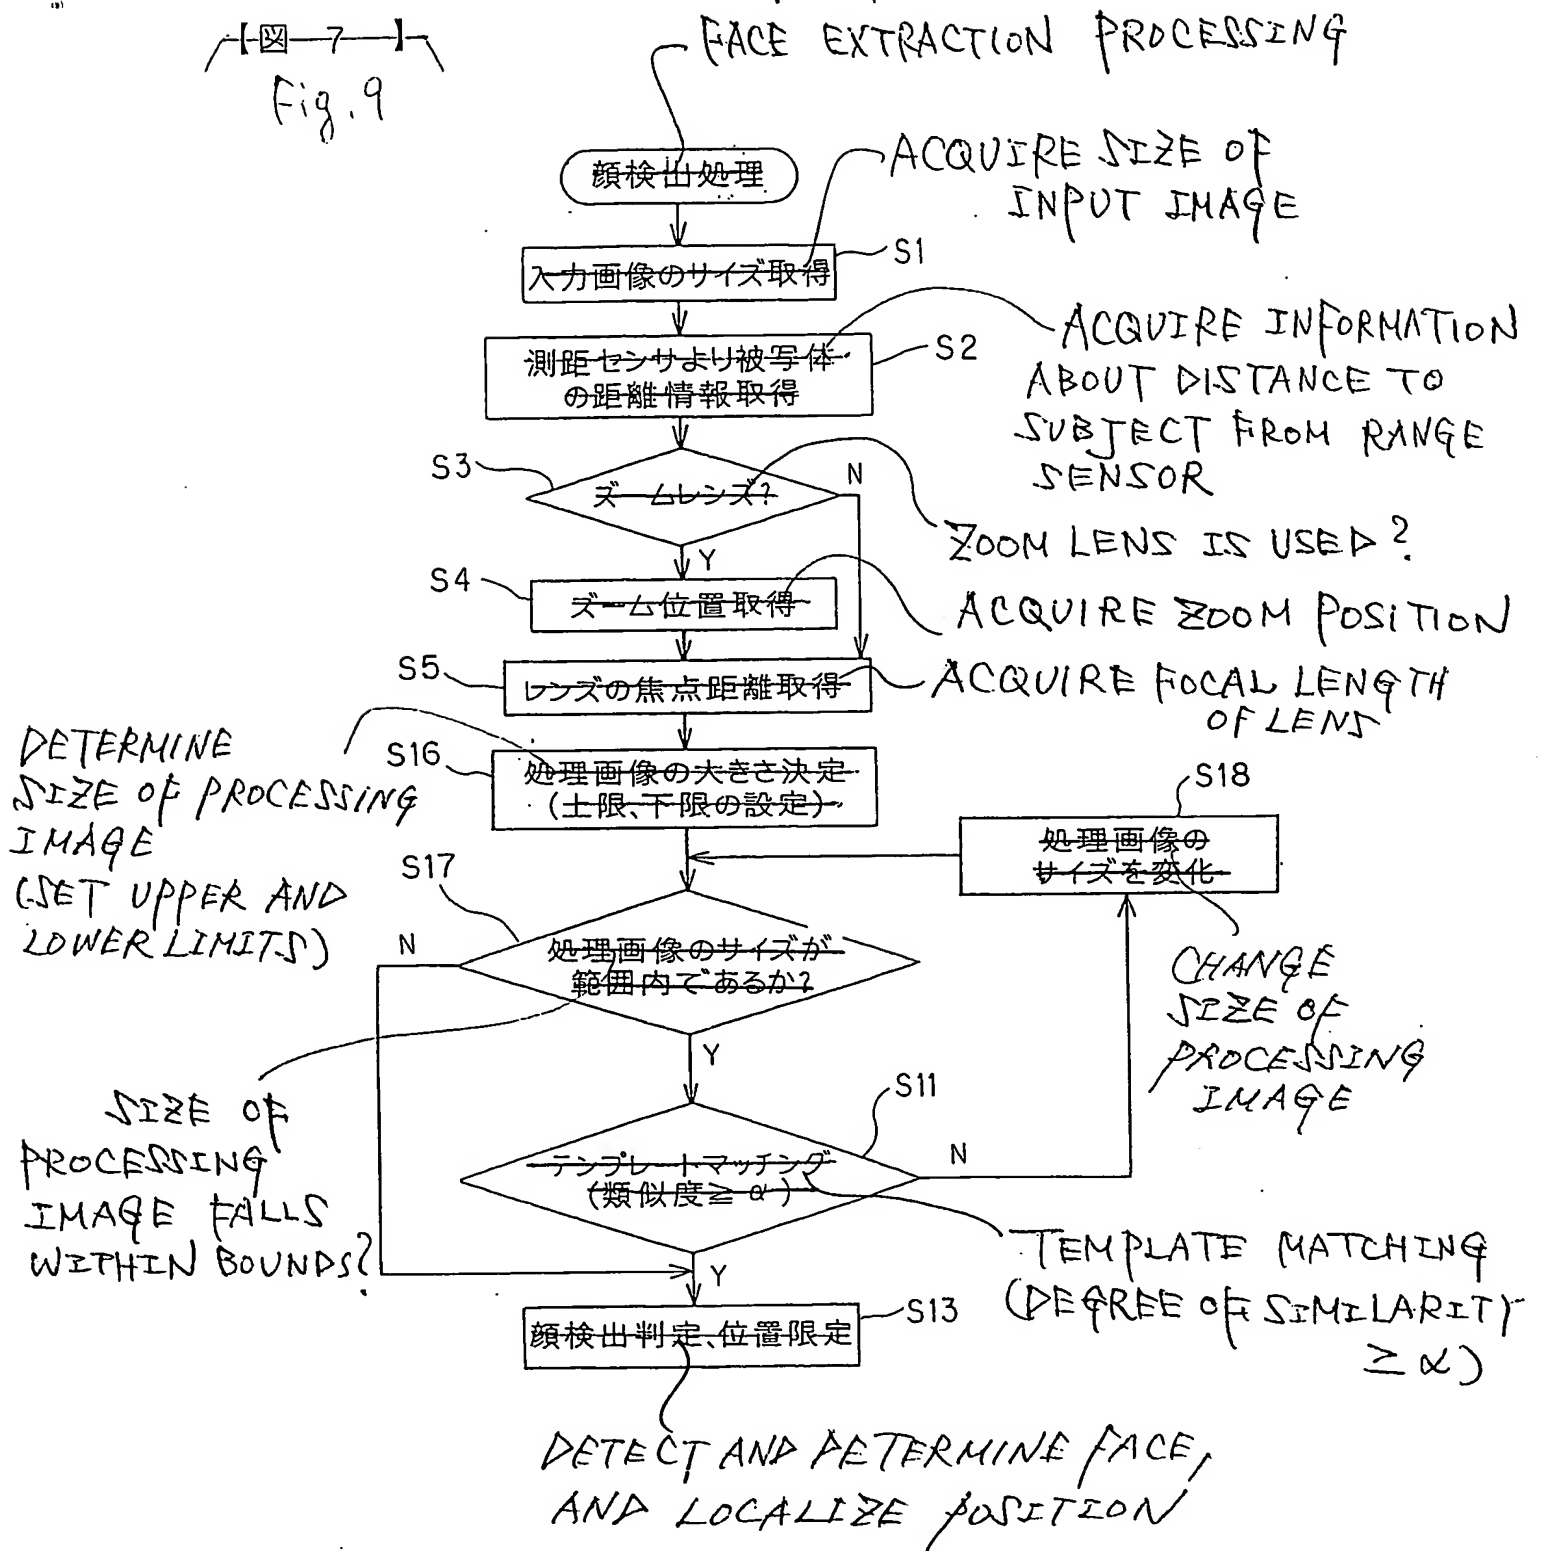 【図 7】
Fig. 9
FACE EXTRACTION PROCESSING
顔検出処理
ACQUIRE SIZE OF
INPUT IMAGE
S1
入力画像のサイズ取得
ACQUIRE INFORMATION
ABOUT DISTANCE TO
SUBJECT FROM RANGE
SENSOR
S2
測距センサより被写体
の距離情報取得
S3
ズームレンズ?
N
Y
ZOOM LENS IS USED?
S4
ズーム位置取得
ACQUIRE ZOOM POSITION
S5
レンズの焦点距離取得
ACQUIRE FOCAL LENGTH
OF LENS
DETERMINE
SIZE OF PROCESSING
IMAGE
(SET UPPER AND
LOWER LIMITS)
S16
処理画像の大きさ決定
(上限、下限の設定)
S18
処理画像の
サイズを変化
CHANGE
SIZE OF
PROCESSING
IMAGE
S17
N
処理画像のサイズが
範囲内であるか?
Y
SIZE OF
PROCESSING
IMAGE FALLS
WITHIN BOUNDS?
S11
テンプレートマッチング
(類似度≧α)
N
Y
TEMPLATE MATCHING
(DEGREE OF SIMILARITY
≥ α)
S13
顔検出判定、位置限定
DETECT AND DETERMINE FACE,
AND LOCALIZE POSITION